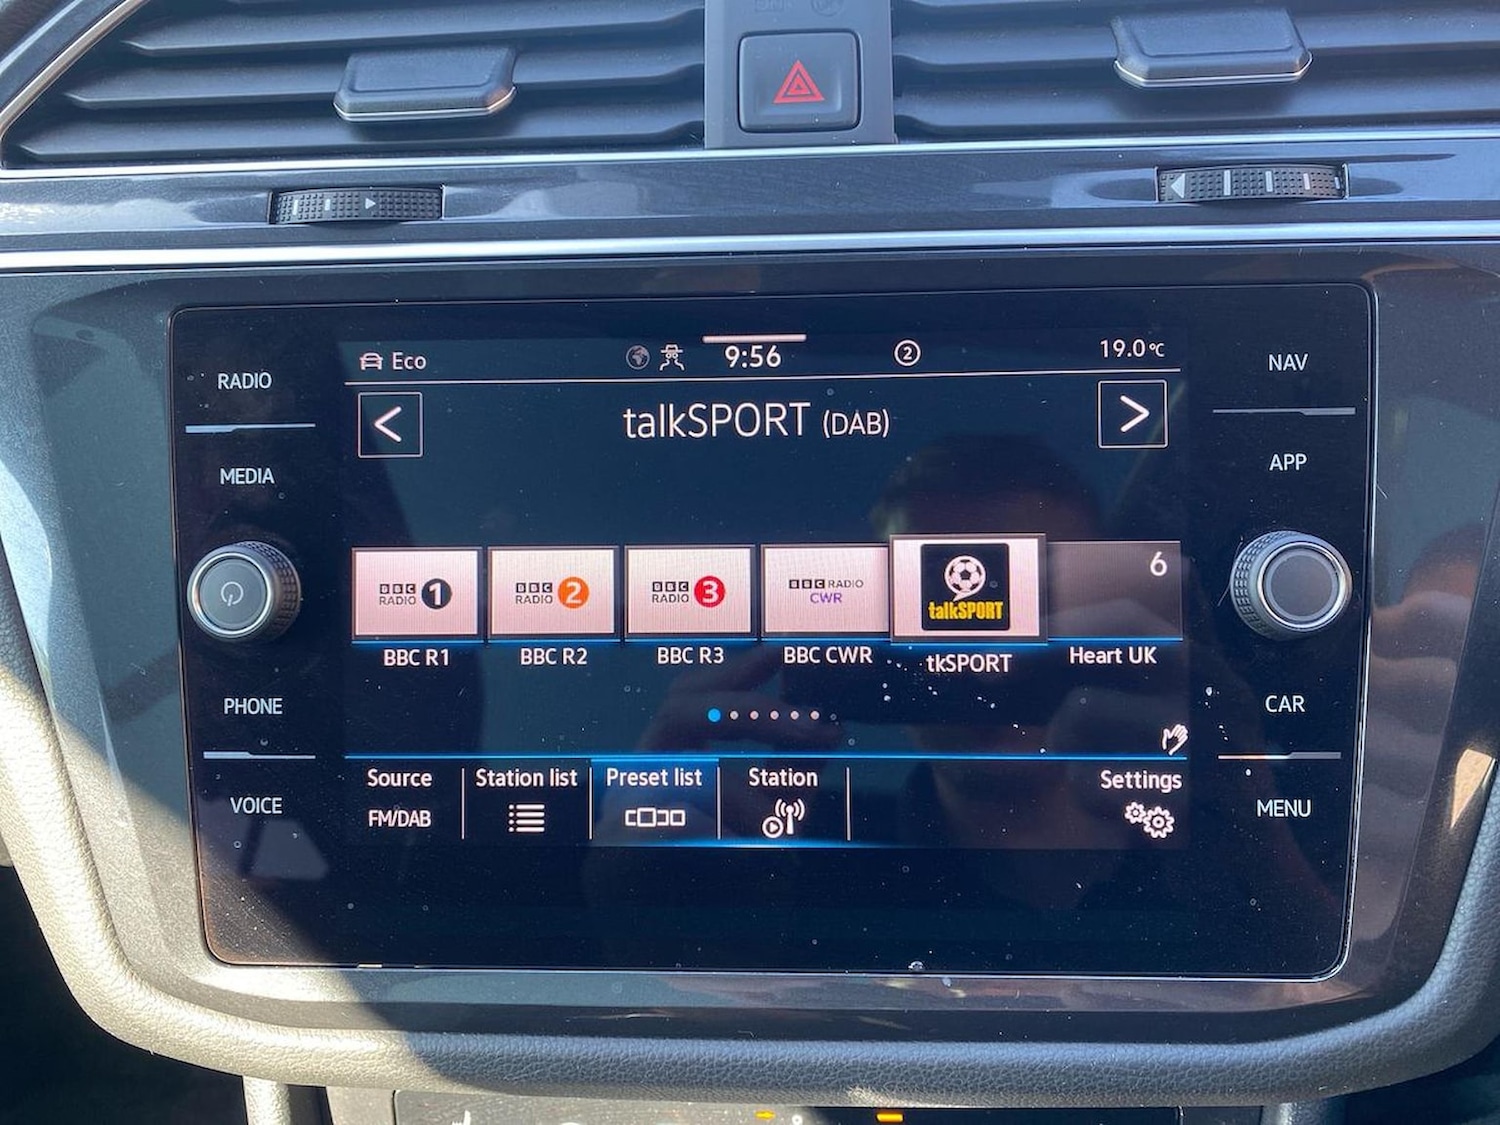 Eco
9:56
2
19.0°C
RADIO
MEDIA
PHONE
VOICE
<
talkSPORT (DAB)
>
BBC RADIO 1
BBC RADIO 2
BBC RADIO 3
BBC RADIO CWR
talkSPORT
6
BBC R1
BBC R2
BBC R3
BBC CWR
tkSPORT
Heart UK
Source
FM/DAB
Station list
Preset list
Station
Settings
NAV
APP
CAR
MENU